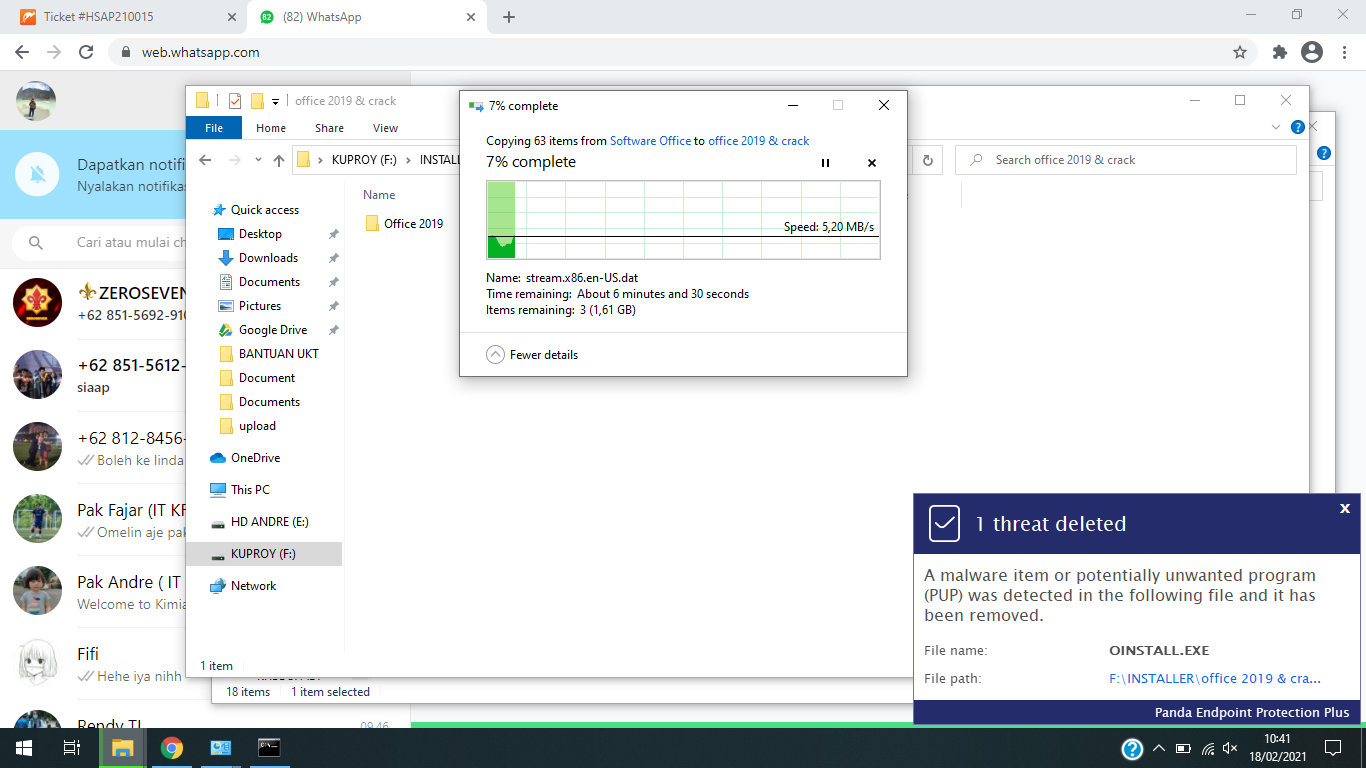 Ticket #HSAP210015
(82) WhatsApp
web.whatsapp.com
office 2019 & crack
File
Home
Share
View
KUPROY (F:)
INSTALL
Search office 2019 & crack
7% complete
Copying 63 items from Software Office to office 2019 & crack
7% complete
Speed: 5,20 MB/s
Name: stream.x86.en-US.dat
Time remaining: About 6 minutes and 30 seconds
Items remaining: 3 (1,61 GB)
Fewer details
Name
Office 2019
Quick access
Desktop
Downloads
Documents
Pictures
Google Drive
BANTUAN UKT
Document
Documents
upload
OneDrive
This PC
HD ANDRE (E:)
KUPROY (F:)
Network
1 item
18 items
1 item selected
Dapatkan notifi
Nyalakan notifikas
Cari atau mulai ch
ZEROSEVEN
+62 851-5692-910
+62 851-5612-
siaap
+62 812-8456-
Boleh ke linda
Pak Fajar (IT KF
Omelin aje pak
Pak Andre ( IT
Welcome to Kimia
Fifi
Hehe iya nihh
Rendy TI
09.46
1 threat deleted
x
A malware item or potentially unwanted program
(PUP) was detected in the following file and it has
been removed.
File name: OINSTALL.EXE
File path: F:\INSTALLER\office 2019 & cra...
Panda Endpoint Protection Plus
10:41
18/02/2021